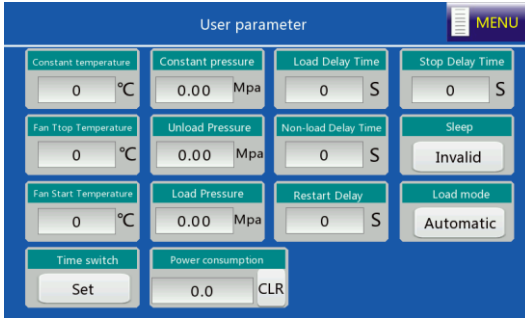 User parameter
MENU
Constant temperature
0 ℃
Constant pressure
0.00 Mpa
Load Delay Time
0 S
Stop Delay Time
0 S
Fan Ttop Temperature
0 ℃
Unload Pressure
0.00 Mpa
Non-load Delay Time
0 S
Sleep
Invalid
Fan Start Temperature
0 ℃
Load Pressure
0.00 Mpa
Restart Delay
0 S
Load mode
Automatic
Time switch
Set
Power consumption
0.0 CLR